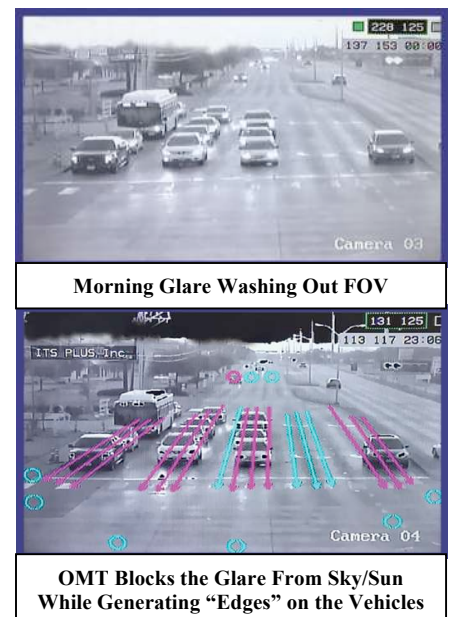 228 125
137 153 00:00
Camera 03
Morning Glare Washing Out FOV
131 125
113 117 23:06
ITS PLUS, Inc.
Camera 04
OMT Blocks the Glare From Sky/Sun
While Generating “Edges” on the Vehicles